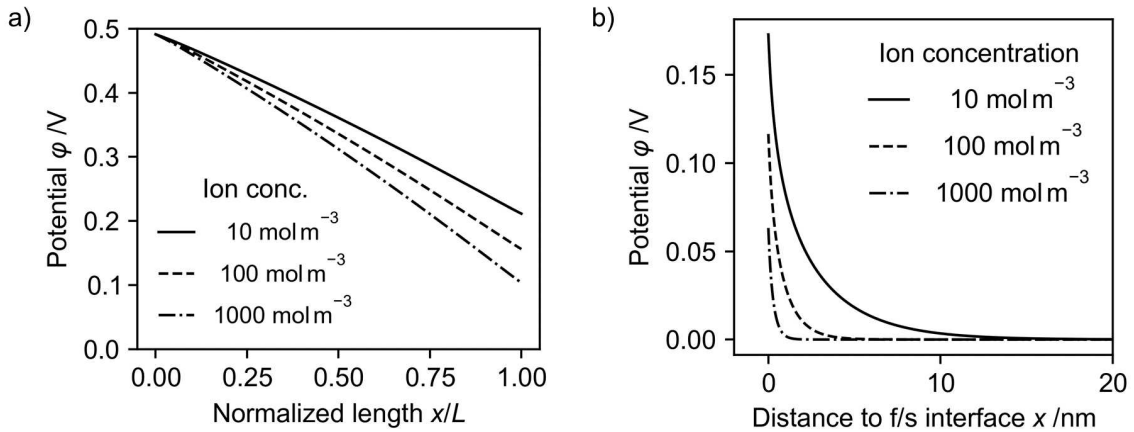 a)
0.5
0.4
0.3
0.2
0.1
0.0
Potential φ /V
Ion conc.
10 mol m⁻³
100 mol m⁻³
1000 mol m⁻³
0.00 0.25 0.50 0.75 1.00
Normalized length x/L
b)
0.15
0.10
0.05
0.00
Potential φ /V
Ion concentration
10 mol m⁻³
100 mol m⁻³
1000 mol m⁻³
0 10 20
Distance to f/s interface x /nm